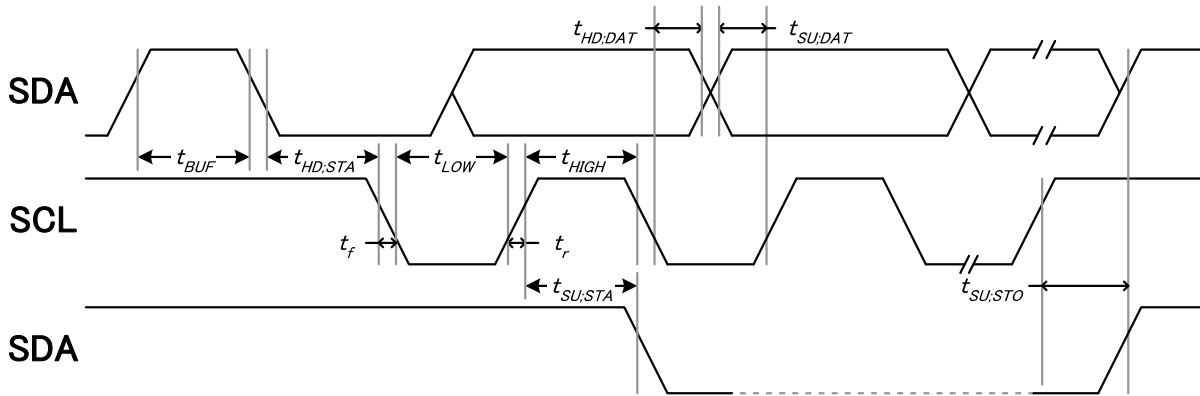 t_HD;DAT t_SU;DAT
SDA
t_BUF t_HD;STA t_LOW t_HIGH
SCL
t_f t_r
t_SU;STA t_SU;STO
SDA